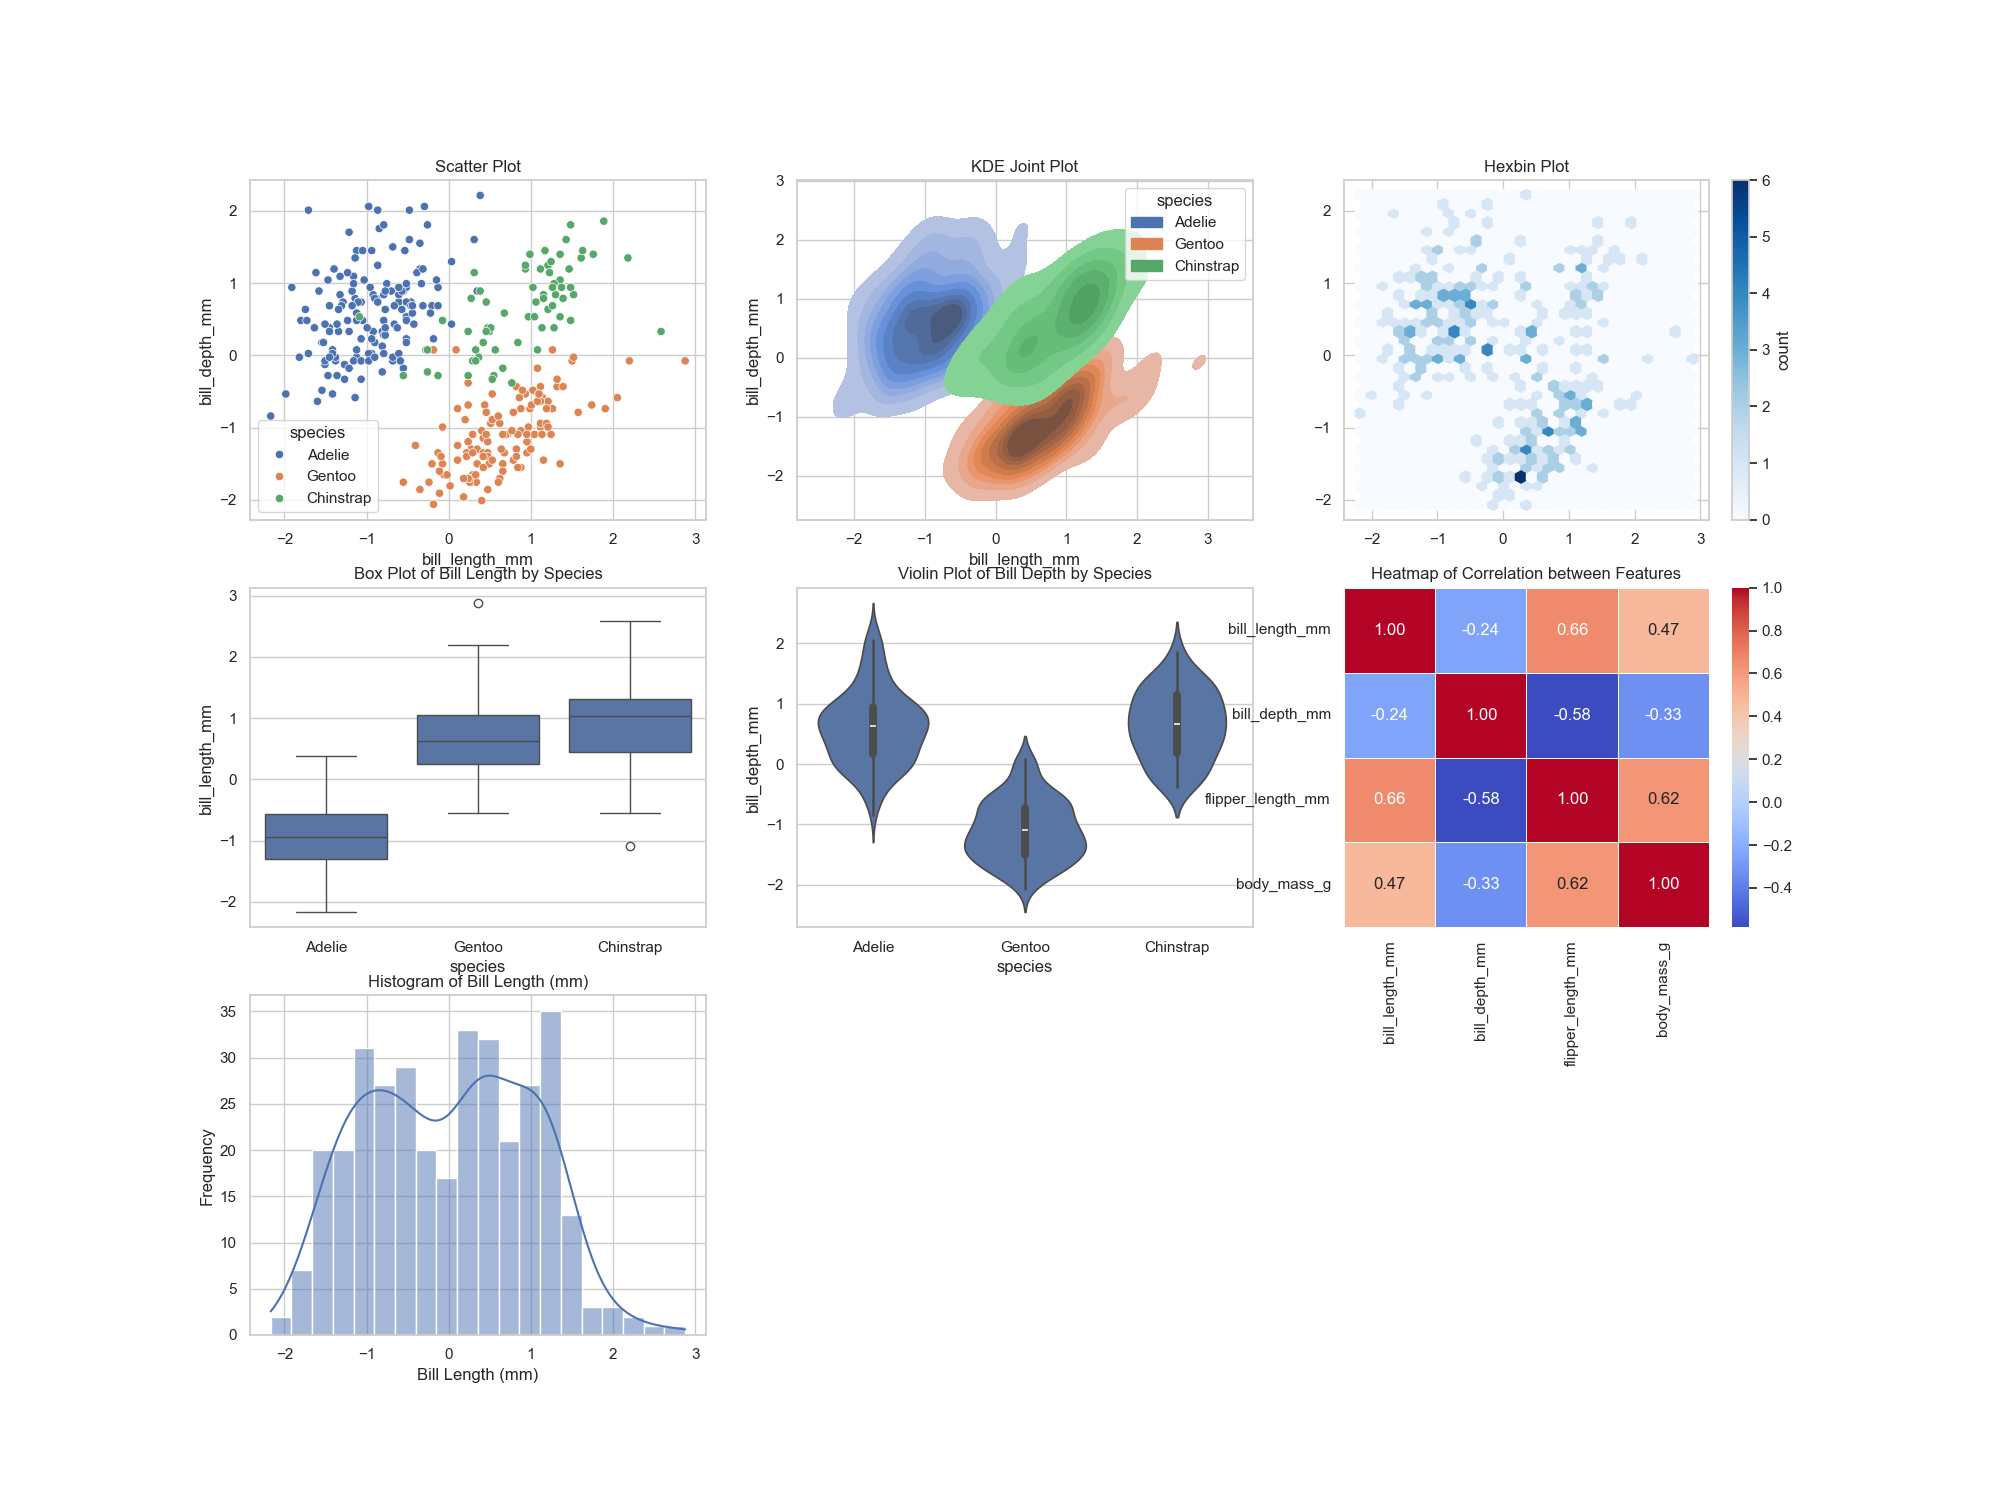 Scatter Plot
2
1
0
−1
−2
bill_depth_mm
species
Adelie
Gentoo
Chinstrap
−2 −1 0 1 2 3
bill_length_mm
KDE Joint Plot
3
2
1
0
−1
−2
bill_depth_mm
species
Adelie
Gentoo
Chinstrap
−2 −1 0 1 2 3
bill_length_mm
Hexbin Plot
2
1
0
−1
−2
−2 −1 0 1 2 3
6
5
4
3
2
1
0
count
Box Plot of Bill Length by Species
3
2
1
0
−1
−2
bill_length_mm
Adelie Gentoo Chinstrap
species
Violin Plot of Bill Depth by Species
2
1
0
−1
−2
bill_depth_mm
Adelie Gentoo Chinstrap
species
Heatmap of Correlation between Features
bill_length_mm 1.00 -0.24 0.66 0.47
bill_depth_mm -0.24 1.00 -0.58 -0.33
flipper_length_mm 0.66 -0.58 1.00 0.62
body_mass_g 0.47 -0.33 0.62 1.00
bill_length_mm
bill_depth_mm
flipper_length_mm
body_mass_g
1.0
0.8
0.6
0.4
0.2
0.0
−0.2
−0.4
Histogram of Bill Length (mm)
35
30
25
20
15
10
5
0
Frequency
−2 −1 0 1 2 3
Bill Length (mm)